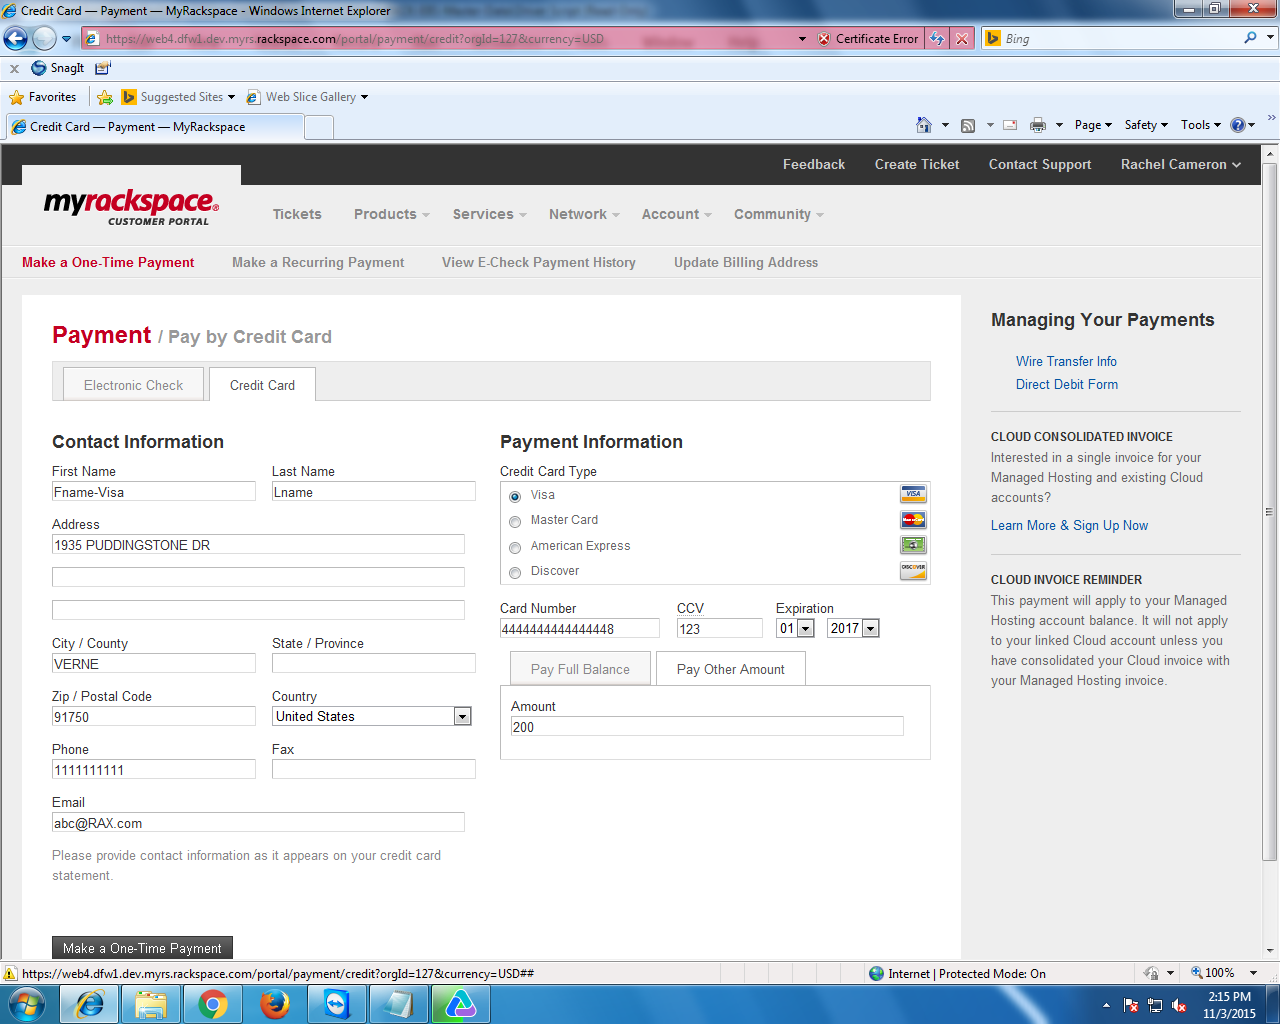 Credit Card — Payment — MyRackspace - Windows Internet Explorer
https://web4.dfw1.dev.myrs.rackspace.com/portal/payment/credit?orgId=127&currency=USD
Certificate Error
Bing
x SnagIt
Favorites Suggested Sites Web Slice Gallery
Credit Card — Payment — MyRackspace
Page Safety Tools
Feedback Create Ticket Contact Support Rachel Cameron
myrackspace®
CUSTOMER PORTAL
Tickets Products Services Network Account Community
Make a One-Time Payment Make a Recurring Payment View E-Check Payment History Update Billing Address
Payment / Pay by Credit Card
Electronic Check Credit Card
Contact Information
First Name Last Name
Fname-Visa Lname
Address
1935 PUDDINGSTONE DR
City / County State / Province
VERNE
Zip / Postal Code Country
91750 United States
Phone Fax
1111111111
Email
abc@RAX.com
Please provide contact information as it appears on your credit card
statement.
Make a One-Time Payment
Payment Information
Credit Card Type
Visa VISA
Master Card
American Express
Discover DISCOVER
Card Number CCV Expiration
4444444444444448 123 01 2017
Pay Full Balance Pay Other Amount
Amount
200
Managing Your Payments
Wire Transfer Info
Direct Debit Form
CLOUD CONSOLIDATED INVOICE
Interested in a single invoice for your
Managed Hosting and existing Cloud
accounts?
Learn More & Sign Up Now
CLOUD INVOICE REMINDER
This payment will apply to your Managed
Hosting account balance. It will not apply
to your linked Cloud account unless you
have consolidated your Cloud invoice with
your Managed Hosting invoice.
https://web4.dfw1.dev.myrs.rackspace.com/portal/payment/credit?orgId=127&currency=USD##
Internet | Protected Mode: On
100%
2:15 PM
11/3/2015